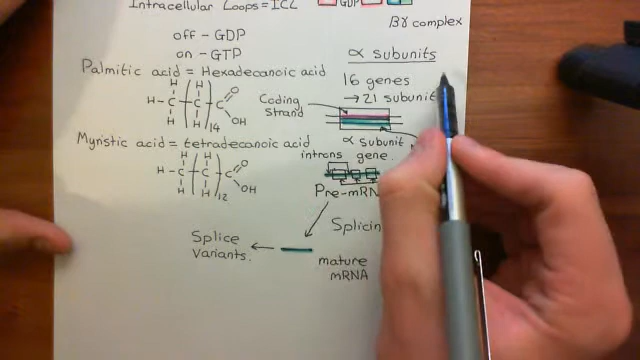 Intracellular Loops=ICL
GDP
βγ complex
off - GDP
on - GTP
Palmitic acid = Hexadecanoic acid
H
H
H-C
C
C
O
OH
H
H
14
Myristic acid = tetradecanoic acid
H
H
H-C
C
C
O
OH
H
H
12
α subunits
16 genes
→ 21 subunit
Coding
strand
α subunit
gene.
introns
Pre-mRN
Splicin
Splice
Variants.
mature
mRNA